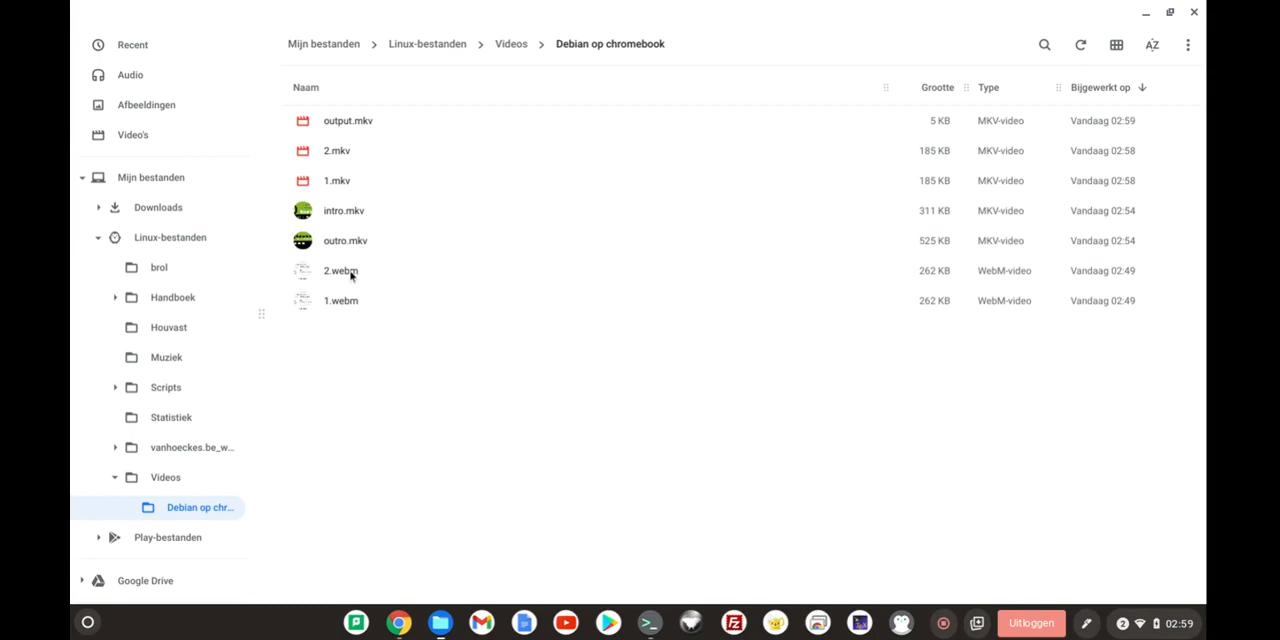 Recent
Audio
Afbeeldingen
Video's
Mijn bestanden
Downloads
Linux-bestanden
brol
Handboek
Houvast
Muziek
Scripts
Statistiek
vanhoeckes.be_w...
Videos
Debian op chr...
Play-bestanden
Google Drive
Mijn bestanden > Linux-bestanden > Videos > Debian op chromebook
AZ
Naam Grootte Type Bijgewerkt op
output.mkv 5 KB MKV-video Vandaag 02:59
2.mkv 185 KB MKV-video Vandaag 02:58
1.mkv 185 KB MKV-video Vandaag 02:58
intro.mkv 311 KB MKV-video Vandaag 02:54
outro.mkv 525 KB MKV-video Vandaag 02:54
2.webm 262 KB WebM-video Vandaag 02:49
1.webm 262 KB WebM-video Vandaag 02:49
Uitloggen 2 02:59